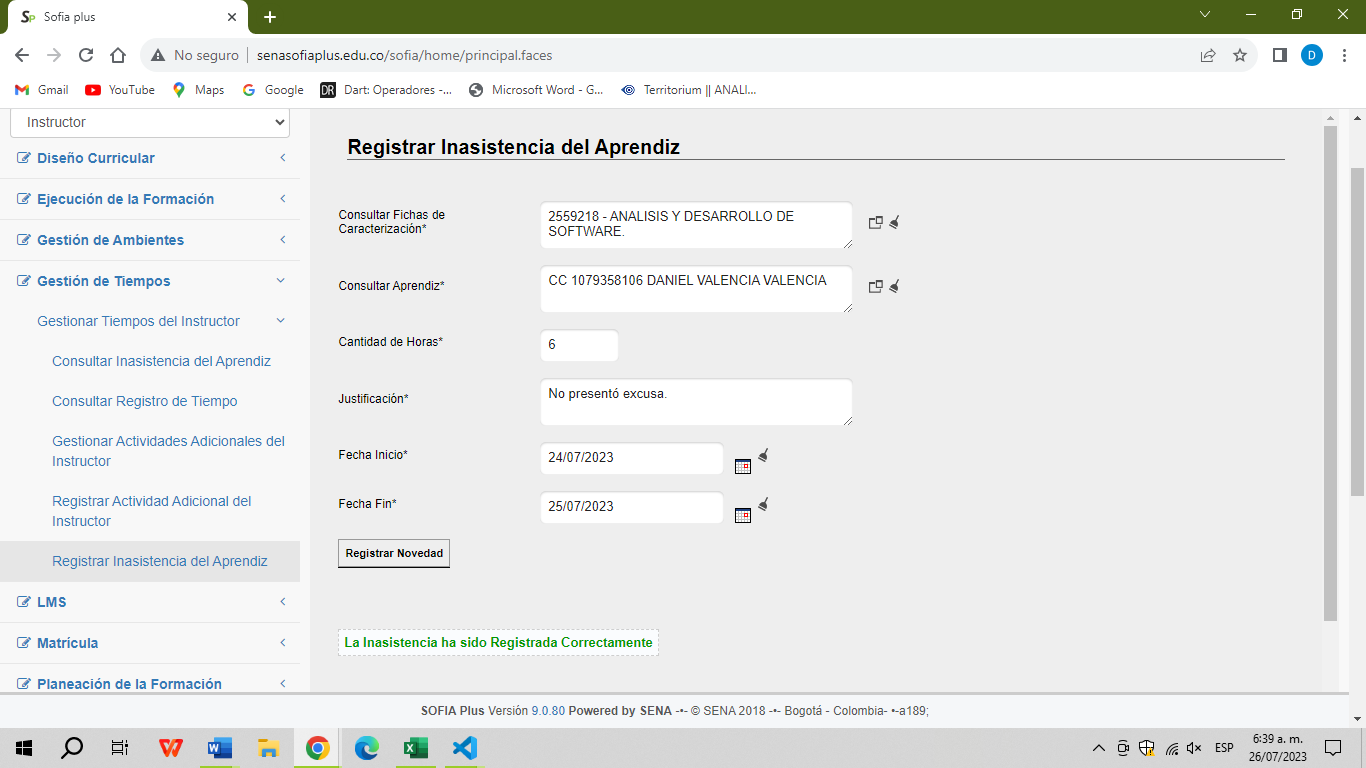 Sofia plus
No seguro
senasofiaplus.edu.co/sofia/home/principal.faces
D
Gmail
YouTube
Maps
Google
DR Dart: Operadores -...
Microsoft Word - G...
Territorium || ANALI...
Instructor
Diseño Curricular
Ejecución de la Formación
Gestión de Ambientes
Gestión de Tiempos
Gestionar Tiempos del Instructor
Consultar Inasistencia del Aprendiz
Consultar Registro de Tiempo
Gestionar Actividades Adicionales del
Instructor
Registrar Actividad Adicional del
Instructor
Registrar Inasistencia del Aprendiz
LMS
Matrícula
Planeación de la Formación
Registrar Inasistencia del Aprendiz
Consultar Fichas de
Caracterización*
2559218 - ANALISIS Y DESARROLLO DE
SOFTWARE.
Consultar Aprendiz*
CC 1079358106 DANIEL VALENCIA VALENCIA
Cantidad de Horas*
6
Justificación*
No presentó excusa.
Fecha Inicio*
24/07/2023
Fecha Fin*
25/07/2023
Registrar Novedad
La Inasistencia ha sido Registrada Correctamente
SOFIA Plus Versión 9.0.80 Powered by SENA -•- © SENA 2018 -•- Bogotá - Colombia- •-a189;
ESP
6:39 a. m.
26/07/2023